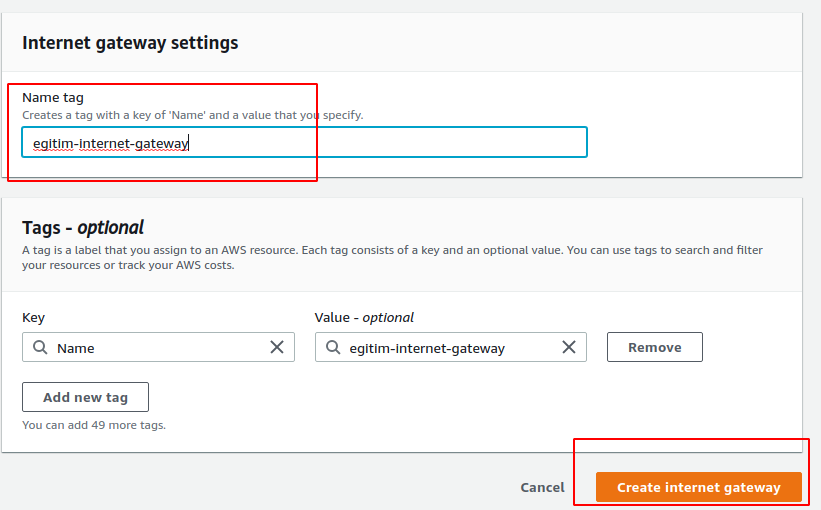 Internet gateway settings
Name tag
Creates a tag with a key of 'Name' and a value that you specify.
egitim-internet-gateway
Tags - optional
A tag is a label that you assign to an AWS resource. Each tag consists of a key and an optional value. You can use tags to search and filter
your resources or track your AWS costs.
Key
Value - optional
Name
egitim-internet-gateway
Remove
Add new tag
You can add 49 more tags.
Cancel
Create internet gateway